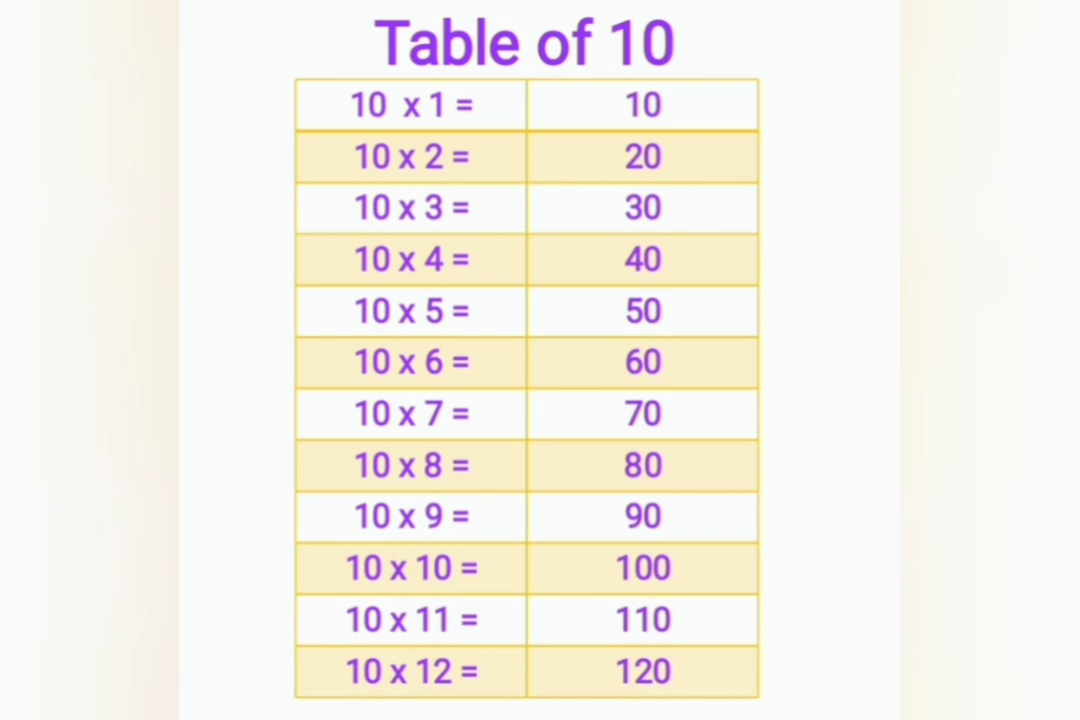 Table of 10
10 x 1 = 10
10 x 2 = 20
10 x 3 = 30
10 x 4 = 40
10 x 5 = 50
10 x 6 = 60
10 x 7 = 70
10 x 8 = 80
10 x 9 = 90
10 x 10 = 100
10 x 11 = 110
10 x 12 = 120